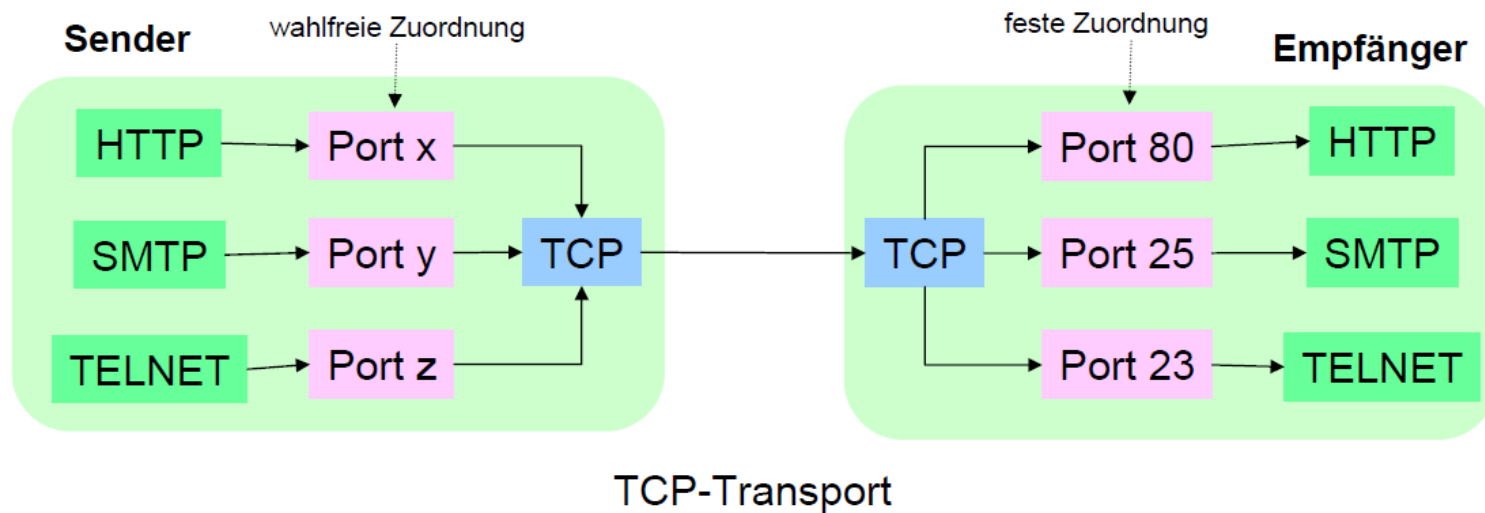 Sender
wahlfreie Zuordnung
feste Zuordnung
Empfänger
HTTP
Port x
Port 80
HTTP
SMTP
Port y
TCP
TCP
Port 25
SMTP
TELNET
Port z
Port 23
TELNET
TCP-Transport